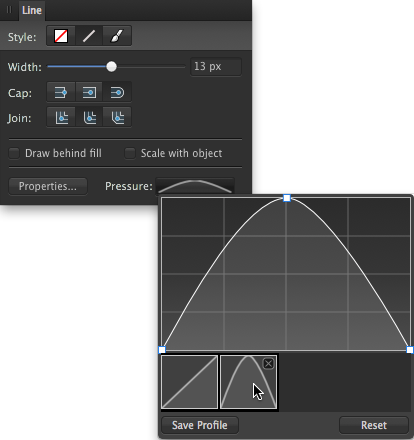 Line
Style:
Width: 13 px
Cap:
Join:
Draw behind fill Scale with object
Properties... Pressure:
Save Profile Reset